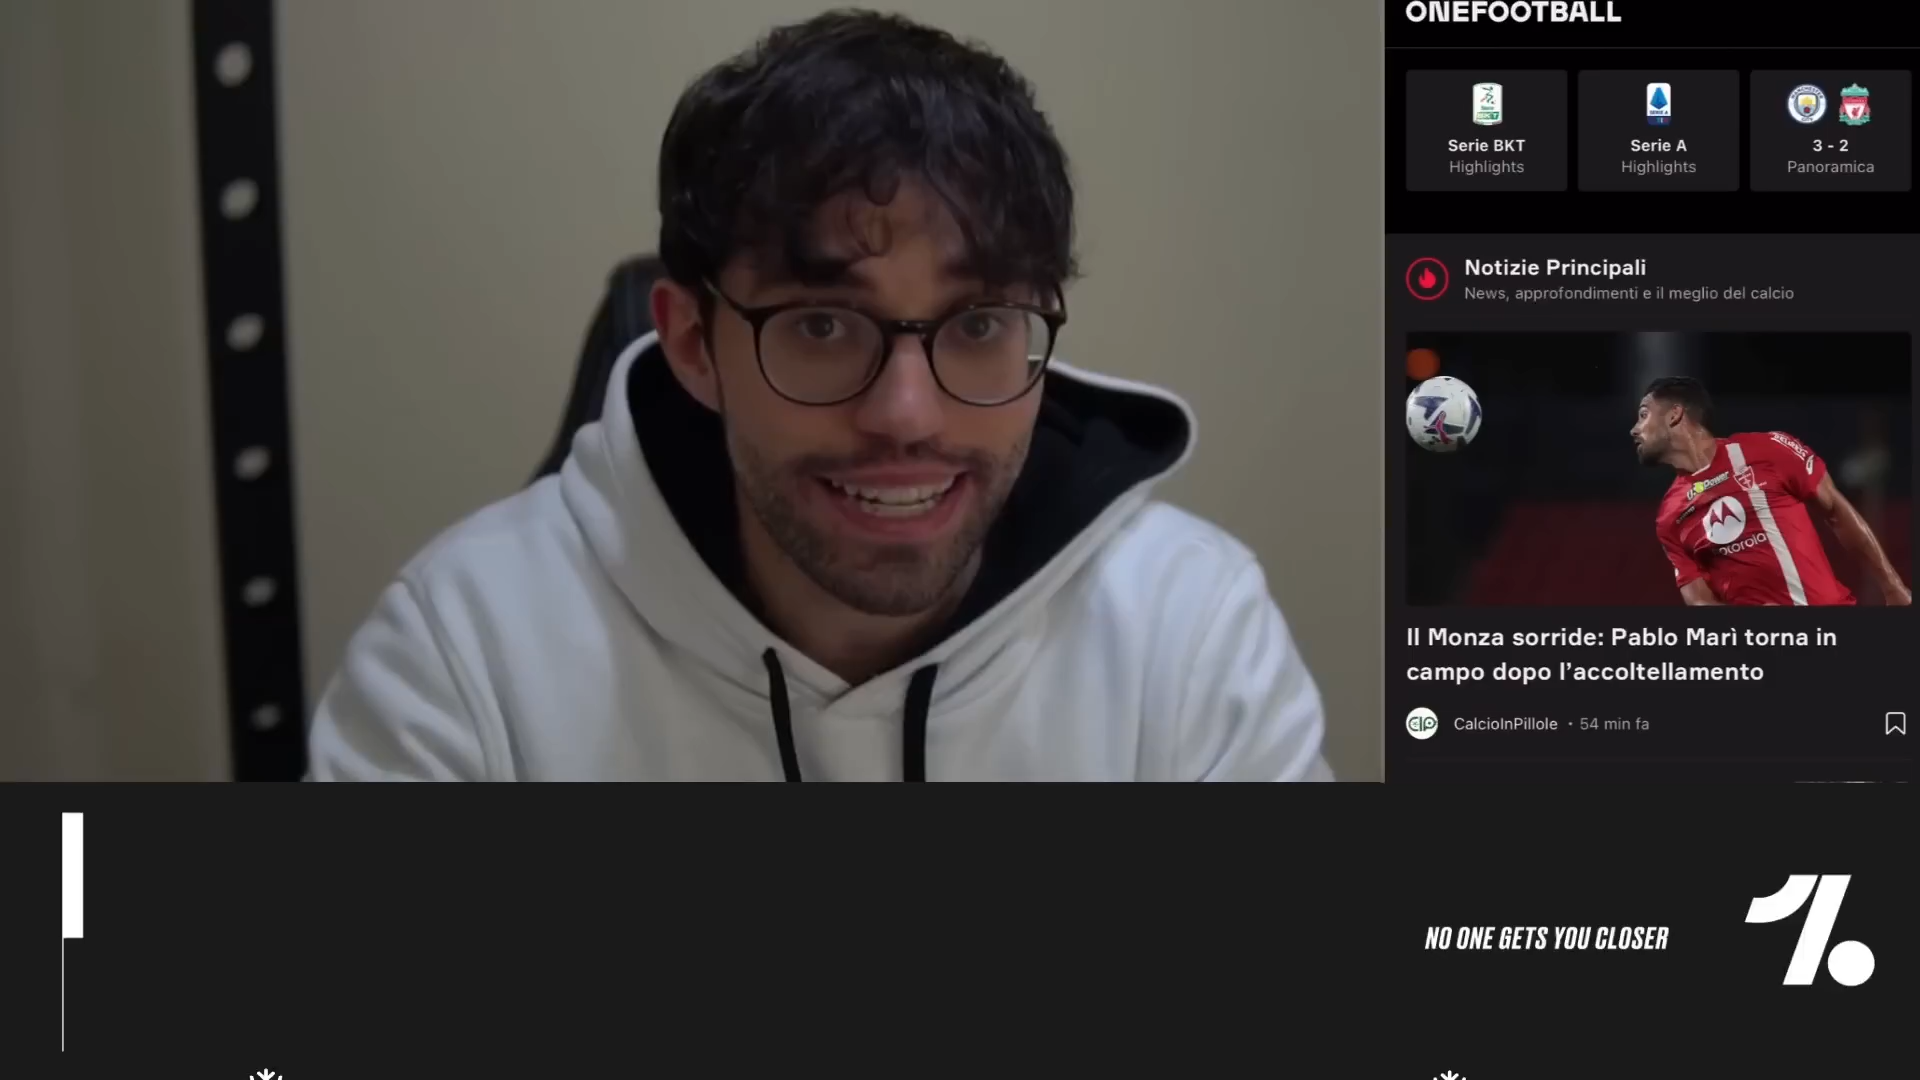 ONEFOOTBALL
Serie BKT
Highlights
Serie A
Highlights
3 - 2
Panoramica
Notizie Principali
News, approfondimenti e il meglio del calcio
Il Monza sorride: Pablo Marì torna in
campo dopo l’accoltellamento
CIP
CalcioInPillole • 54 min fa
NO ONE GETS YOU CLOSER